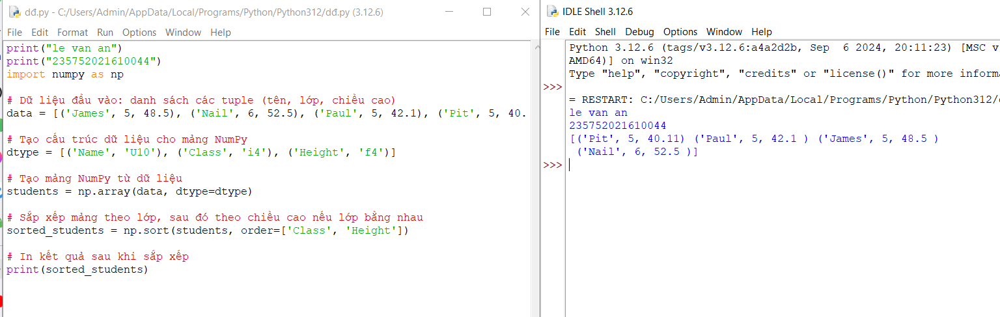 dđ.py - C:/Users/Admin/AppData/Local/Programs/Python/Python312/dđ.py (3.12.6)
File Edit Format Run Options Window Help
print("le van an")
print("235752021610044")
import numpy as np
# Dữ liệu đầu vào: danh sách các tuple (tên, lớp, chiều cao)
data = [('James', 5, 48.5), ('Nail', 6, 52.5), ('Paul', 5, 42.1), ('Pit', 5, 40.
# Tạo cấu trúc dữ liệu cho mảng NumPy
dtype = [('Name', 'U10'), ('Class', 'i4'), ('Height', 'f4')]
# Tạo mảng NumPy từ dữ liệu
students = np.array(data, dtype=dtype)
# Sắp xếp mảng theo lớp, sau đó theo chiều cao nếu lớp bằng nhau
sorted_students = np.sort(students, order=['Class', 'Height'])
# In kết quả sau khi sắp xếp
print(sorted_students)
IDLE Shell 3.12.6
File Edit Shell Debug Options Window Help
Python 3.12.6 (tags/v3.12.6:a4a2d2b, Sep  6 2024, 20:11:23) [MSC v
AMD64)] on win32
Type "help", "copyright", "credits" or "license()" for more inform
>>>
= RESTART: C:/Users/Admin/AppData/Local/Programs/Python/Python312/
le van an
235752021610044
[('Pit', 5, 40.11) ('Paul', 5, 42.1 ) ('James', 5, 48.5 )
 ('Nail', 6, 52.5 )]
>>>